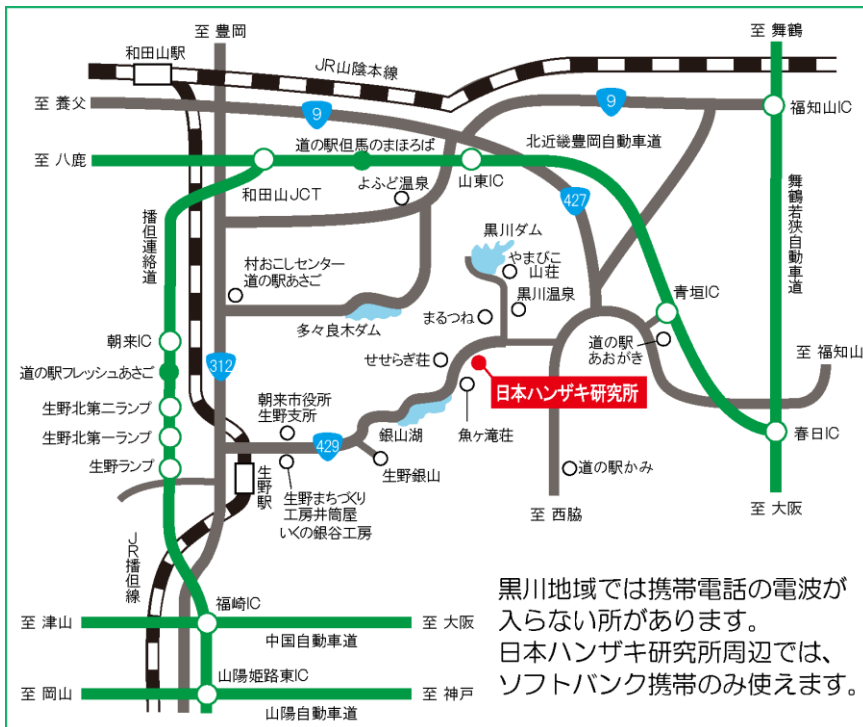 至 豊岡
至 舞鶴
和田山駅
JR山陰本線
至 養父
9
9
福知山IC
至 八鹿
道の駅但馬のまほろば
北近畿豊岡自動車道
和田山JCT
よふど温泉
山東IC
427
播但連絡道
舞鶴若狭自動車道
黒川ダム
やまびこ
山荘
村おこしセンター
道の駅あさご
黒川温泉
青垣IC
多々良木ダム
まるつね
朝来IC
道の駅
あおがき
至 福知山
道の駅フレッシュあさご
312
せせらぎ荘
日本ハンザキ研究所
生野北第二ランプ
朝来市役所
生野支所
銀山湖
魚ヶ滝荘
生野北第一ランプ
429
春日IC
生野ランプ
生野駅
生野銀山
道の駅かみ
生野まちづくり
工房井筒屋
いくの銀谷工房
至 西脇
至 大阪
JR播但線
福崎IC
至 津山
至 大阪
中国自動車道
山陽姫路東IC
至 岡山
至 神戸
山陽自動車道
黒川地域では携帯電話の電波が
入らない所があります。
日本ハンザキ研究所周辺では、
ソフトバンク携帯のみ使えます。